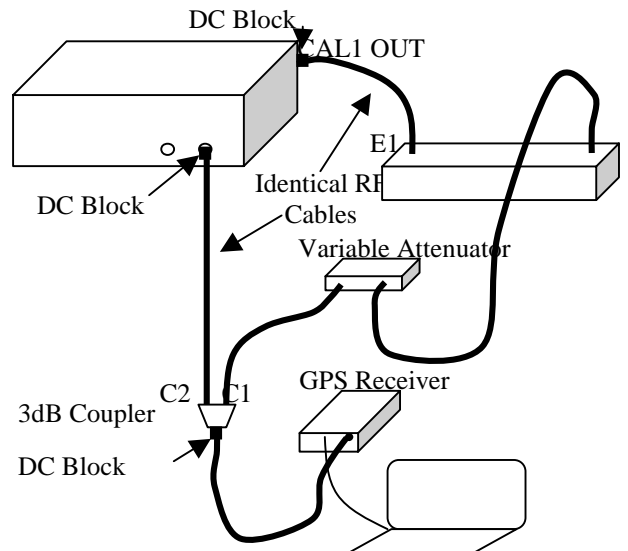 DC Block
CAL1 OUT
E1
Identical RF
Cables
DC Block
Variable Attenuator
GPS Receiver
C2 C1
3dB Coupler
DC Block